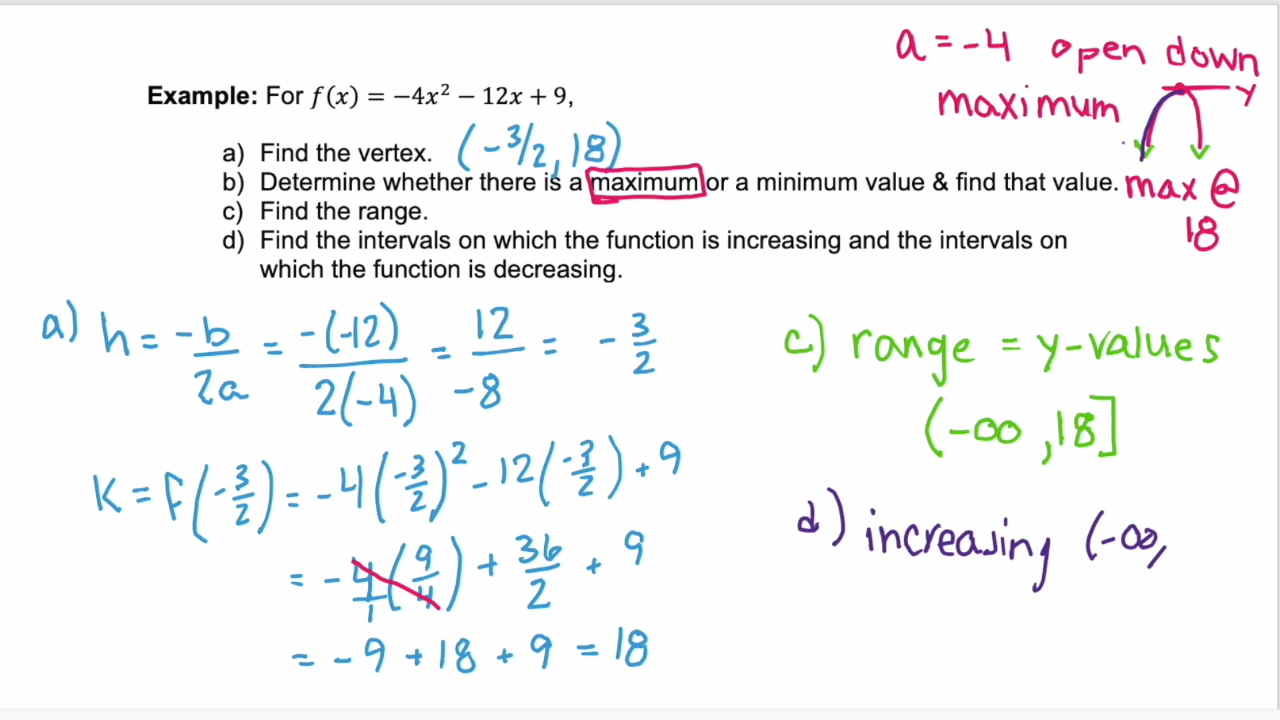 a = -4 open down
Example: For f(x) = −4x² − 12x + 9,
maximum
y
a) Find the vertex. (-3/2, 18)
b) Determine whether there is a maximum or a minimum value & find that value.
max @
18
c) Find the range.
d) Find the intervals on which the function is increasing and the intervals on
which the function is decreasing.
a) h = -b/2a = -(-12)/2(-4) = 12/-8 = -3/2
K = f(-3/2) = -4(-3/2)² - 12(-3/2) + 9
= -4/1(9/4) + 36/2 + 9
= -9 + 18 + 9 = 18
c) range = y-values
(-∞, 18]
d) increasing (-∞,